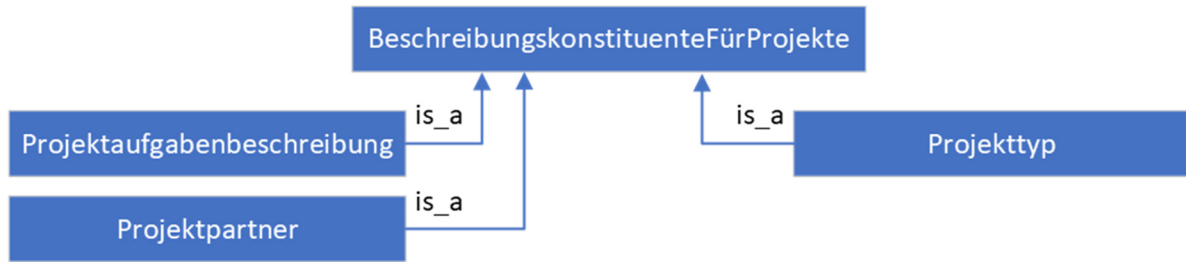 BeschreibungskonstituenteFürProjekte
is_a
is_a
Projektaufgabenbeschreibung
Projekttyp
is_a
Projektpartner